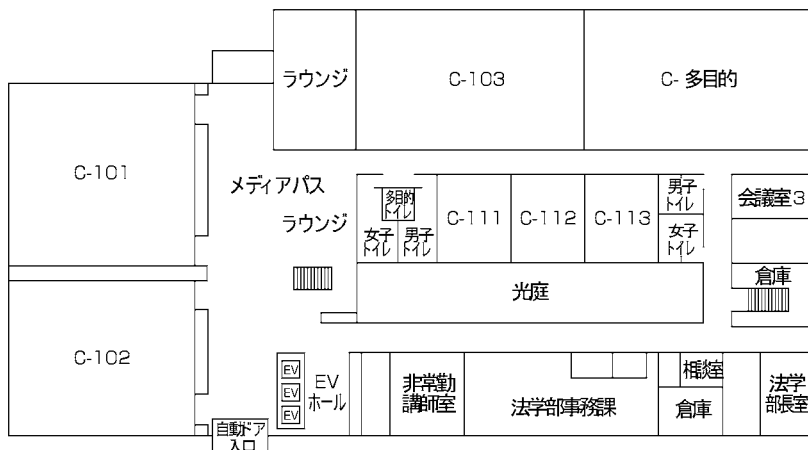 ラウンジ
C-103
C- 多目的
C-101
メディアパス
ラウンジ
多目的
トイレ
女子
トイレ
男子
トイレ
C-111
C-112
C-113
男子
トイレ
女子
トイレ
会議室3
倉庫
光庭
C-102
EV
EV
EV
EV
ホール
非常勤
講師室
法学部事務課
相談室
倉庫
法学
部長室
自動ドア
入口